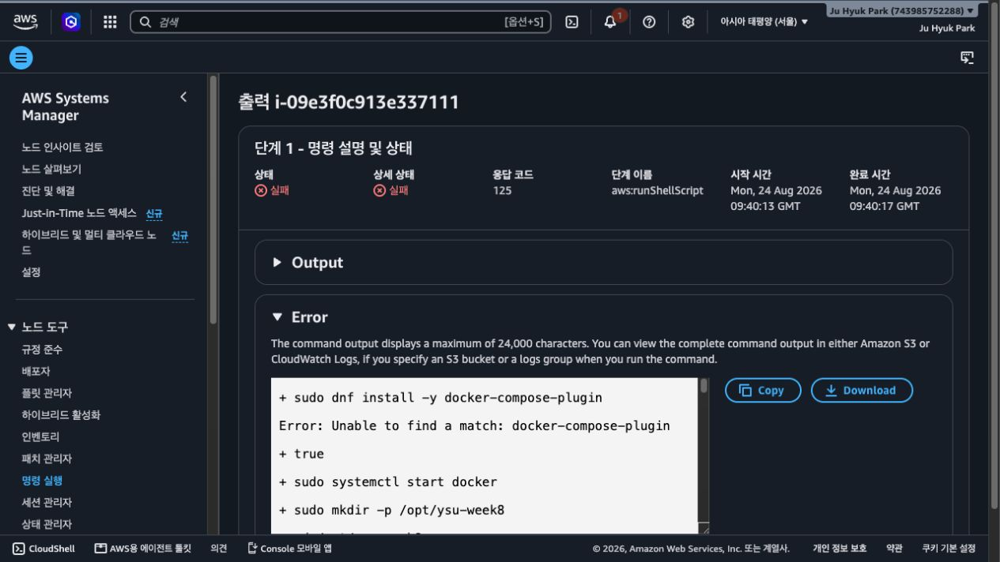 aws
검색
[옵션+S]
1
아시아 태평양 (서울) ▼
Ju Hyuk Park (743985752288) ▼
Ju Hyuk Park
AWS Systems
Manager
노드 인사이트 검토
노드 살펴보기
진단 및 해결
Just-in-Time 노드 액세스 신규
하이브리드 및 멀티 클라우드 노 신규
드
설정
▼ 노드 도구
규정 준수
배포자
플릿 관리자
하이브리드 활성화
인벤토리
패치 관리자
명령 실행
세션 관리자
상태 관리자
출력 i-09e3f0c913e337111
단계 1 - 명령 설명 및 상태
상태
실패
상세 상태
실패
응답 코드
125
단계 이름
aws:runShellScript
시작 시간
Mon, 24 Aug 2026
09:40:13 GMT
완료 시간
Mon, 24 Aug 2026
09:40:17 GMT
▶ Output
▼ Error
The command output displays a maximum of 24,000 characters. You can view the complete command output in either Amazon S3 or
CloudWatch Logs, if you specify an S3 bucket or a logs group when you run the command.
+ sudo dnf install -y docker-compose-plugin
Error: Unable to find a match: docker-compose-plugin
+ true
+ sudo systemctl start docker
+ sudo mkdir -p /opt/ysu-week8
Copy
Download
CloudShell
AWS용 에이전트 툴킷
의견
Console 모바일 앱
© 2026, Amazon Web Services, Inc. 또는 계열사.
개인 정보 보호
약관
쿠키 기본 설정